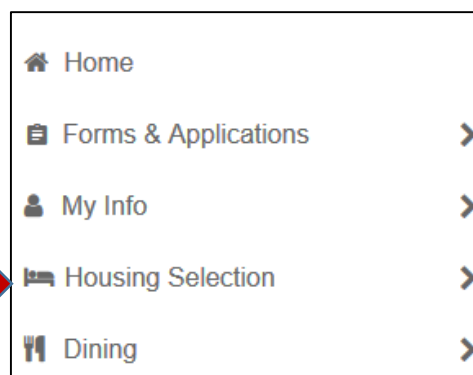 Home
Forms & Applications
My Info
Housing Selection
Dining